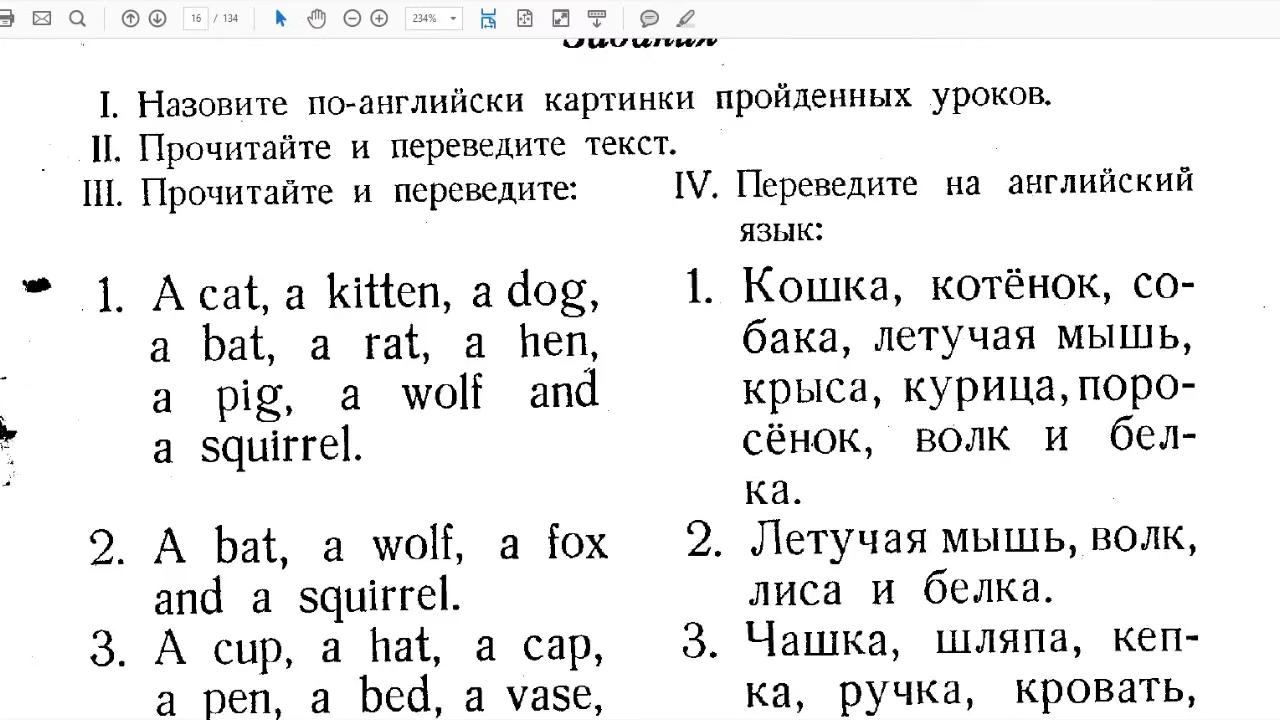 16 / 134
234%
Задания
I. Назовите по-английски картинки пройденных уроков.
II. Прочитайте и переведите текст.
III. Прочитайте и переведите:
1. A cat, a kitten, a dog,
a bat, a rat, a hen,
a pig, a wolf and
a squirrel.
2. A bat, a wolf, a fox
and a squirrel.
3. A cup, a hat, a cap,
a pen, a bed, a vase,
IV. Переведите на английский
язык:
1. Кошка, котёнок, со-
бака, летучая мышь,
крыса, курица, поро-
сёнок, волк и бел-
ка.
2. Летучая мышь, волк,
лиса и белка.
3. Чашка, шляпа, кеп-
ка, ручка, кровать,